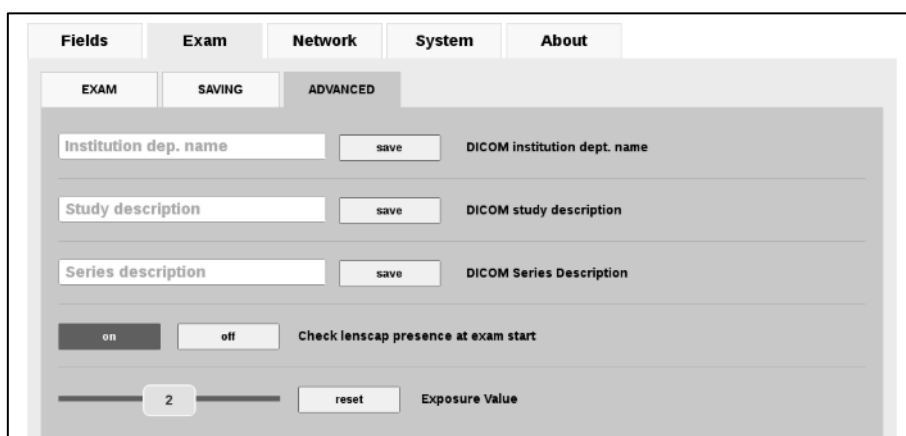 Fields Exam Network System About
EXAM SAVING ADVANCED
Institution dep. name save DICOM institution dept. name
Study description save DICOM study description
Series description save DICOM Series Description
on off Check lenscap presence at exam start
2 reset Exposure Value